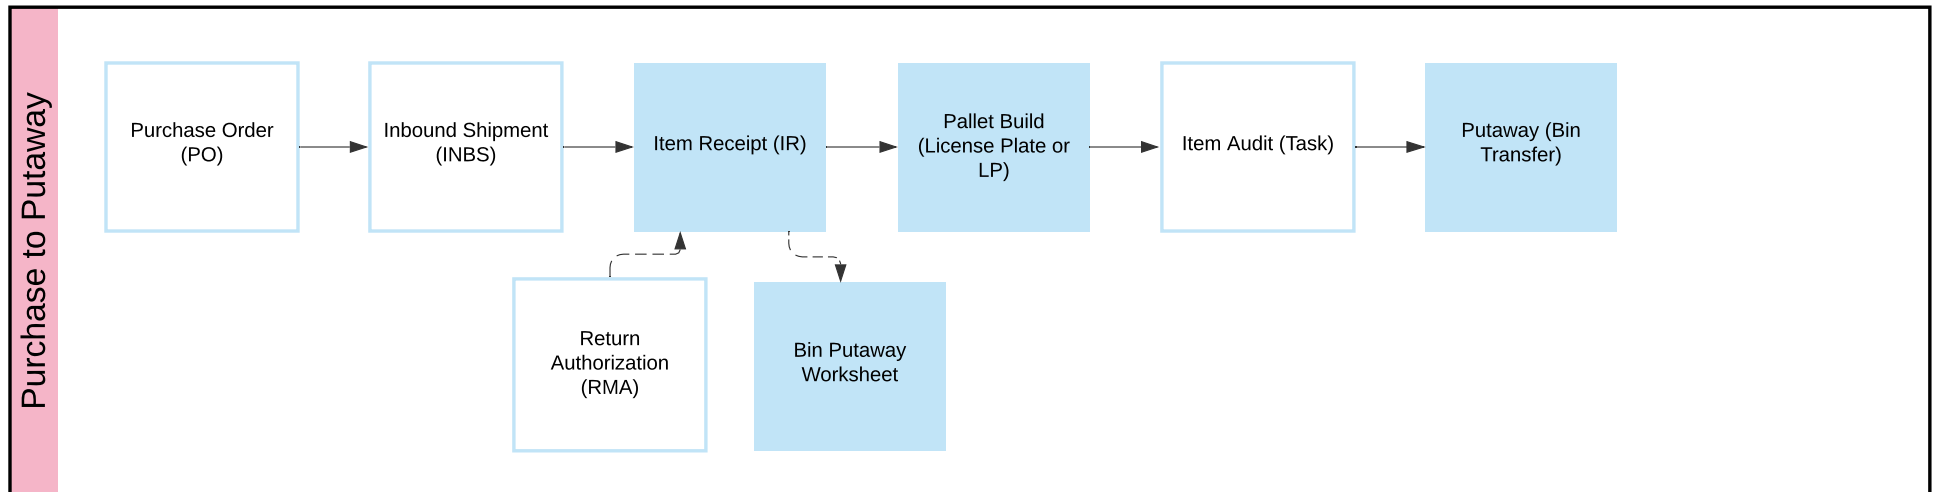 Purchase to Putaway
Purchase Order
(PO)
Inbound Shipment
(INBS)
Item Receipt (IR)
Pallet Build
(License Plate or
LP)
Item Audit (Task)
Putaway (Bin
Transfer)
Return
Authorization
(RMA)
Bin Putaway
Worksheet